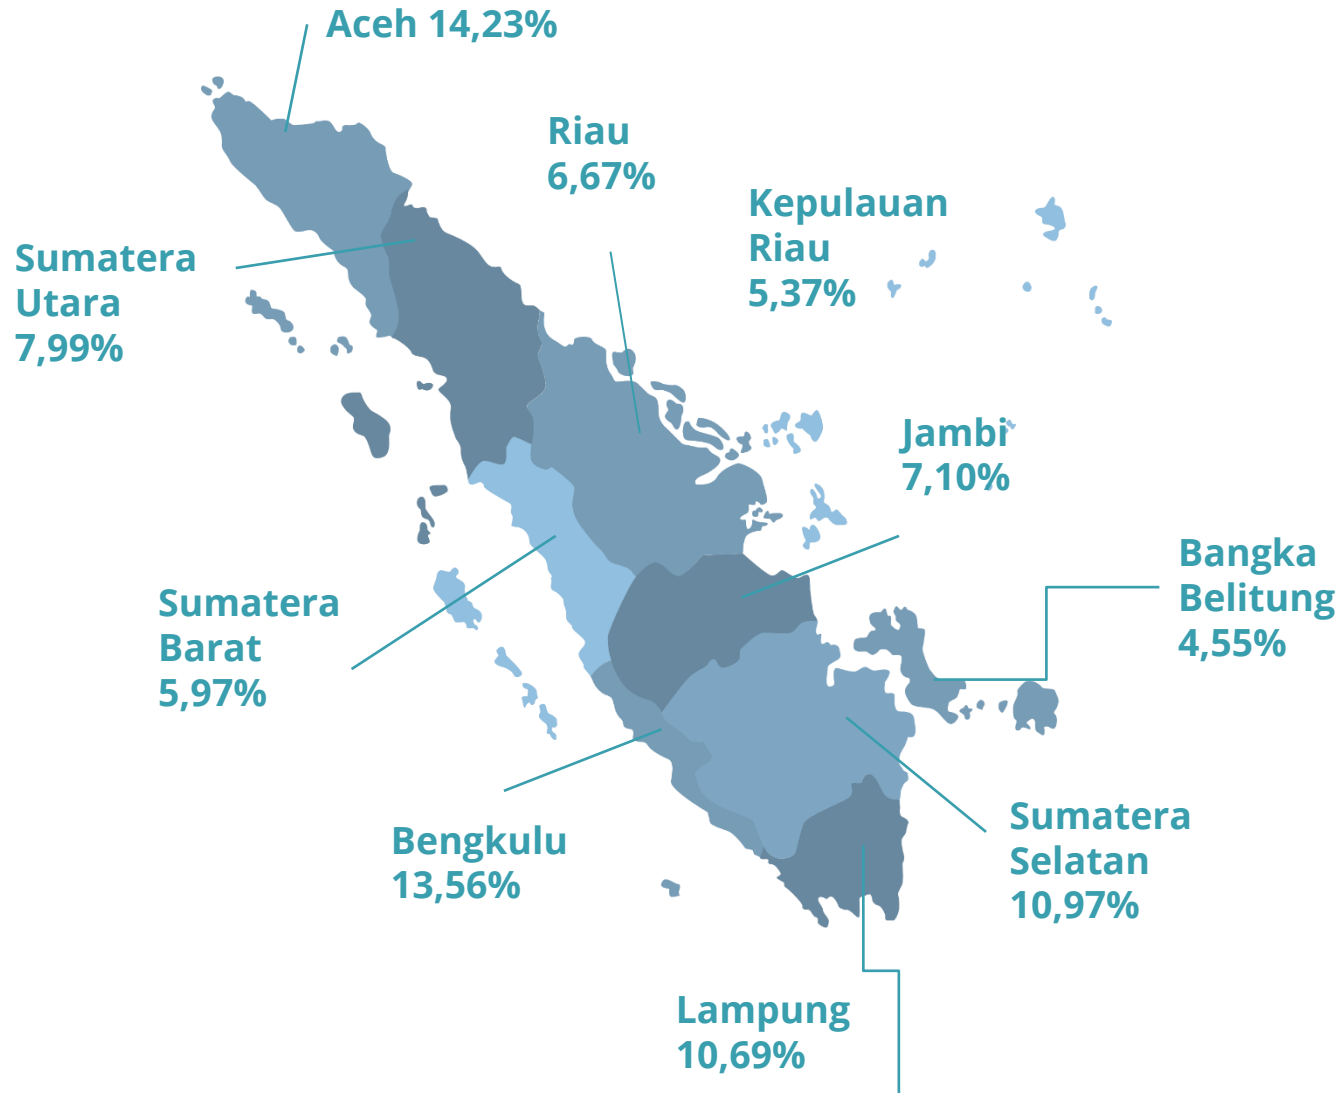 Aceh 14,23%
Riau
6,67%
Kepulauan
Riau
5,37%
Sumatera
Utara
7,99%
Jambi
7,10%
Bangka
Belitung
4,55%
Sumatera
Barat
5,97%
Bengkulu
13,56%
Sumatera
Selatan
10,97%
Lampung
10,69%